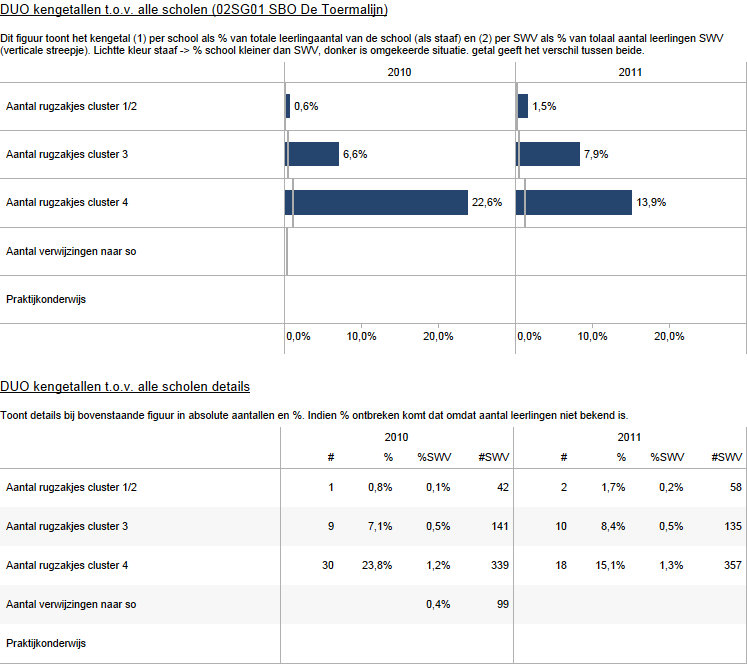 DUO kengetallen t.o.v. alle scholen (02SG01 SBO De Toermalijn)
Dit figuur toont het kengetal (1) per school als % van totale leerlingaantal van de school (als staaf) en (2) per SWV als % van tolaal aantal leerlingen SWV
(verticale streepje). Lichtte kleur staaf -> % school kleiner dan SWV, donker is omgekeerde situatie. getal geeft het verschil tussen beide.
2010 2011
Aantal rugzakjes cluster 1/2 0,6% 1,5%
Aantal rugzakjes cluster 3 6,6% 7,9%
Aantal rugzakjes cluster 4 22,6% 13,9%
Aantal verwijzingen naar so
Praktijkonderwijs
0,0% 10,0% 20,0% 0,0% 10,0% 20,0%
DUO kengetallen t.o.v. alle scholen details
Toont details bij bovenstaande figuur in absolute aantallen en %. Indien % ontbreken komt dat omdat aantal leerlingen niet bekend is.
2010 2011
# % %SWV #SWV # % %SWV #SWV
Aantal rugzakjes cluster 1/2 1 0,8% 0,1% 42 2 1,7% 0,2% 58
Aantal rugzakjes cluster 3 9 7,1% 0,5% 141 10 8,4% 0,5% 135
Aantal rugzakjes cluster 4 30 23,8% 1,2% 339 18 15,1% 1,3% 357
Aantal verwijzingen naar so 0,4% 99
Praktijkonderwijs